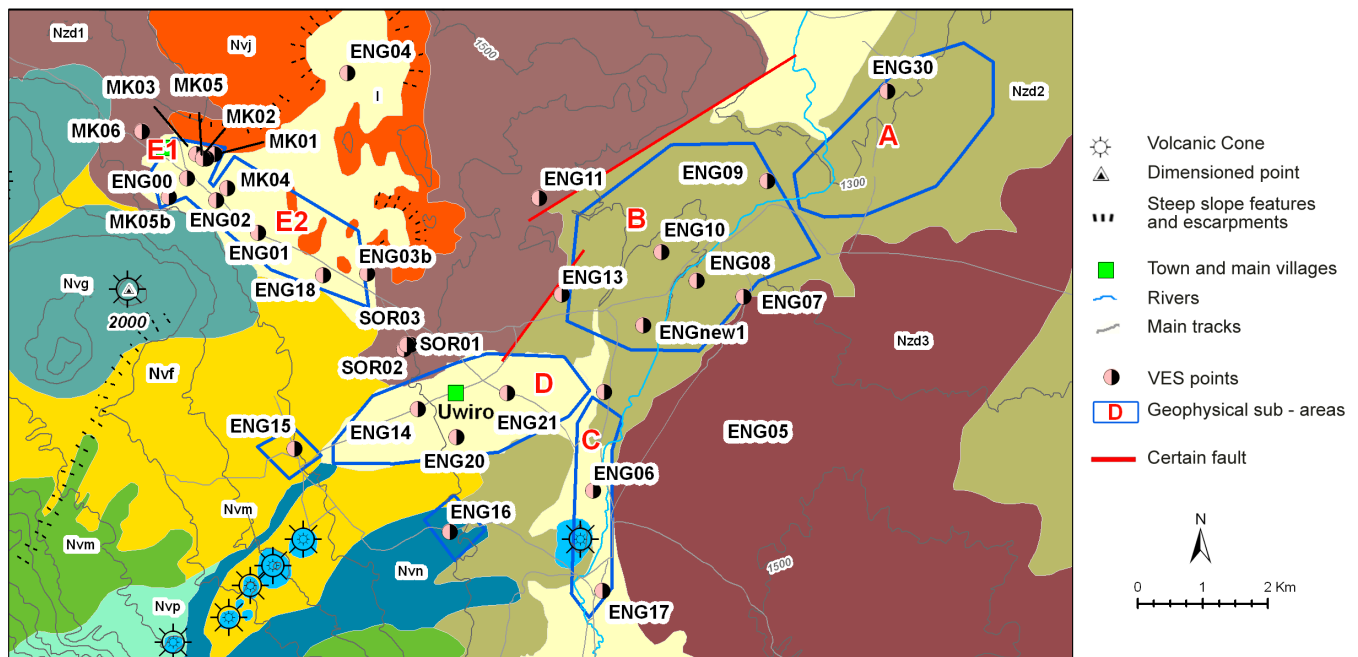 Nzd1
Nvj
ENG04
1500
I
ENG30
Nzd2
MK03
MK05
MK02
MK06
MK01
A
E1
ENG00
MK04
ENG11
ENG09
1300
MK05b
ENG02
E2
B
ENG01
ENG10
ENG03b
ENG13
ENG08
Nvg
ENG18
ENG07
2000
SOR03
ENGnew1
SOR01
SOR02
Nzd3
Nvf
D
Uwiro
ENG15
ENG14
ENG21
ENG05
C
ENG20
ENG06
Nvm
ENG16
Nvm
Nvn
1500
Nvp
ENG17
Volcanic Cone
Dimensioned point
Steep slope features
and escarpments
Town and main villages
Rivers
Main tracks
VES points
D
Geophysical sub - areas
Certain fault
N
0 1 2 Km